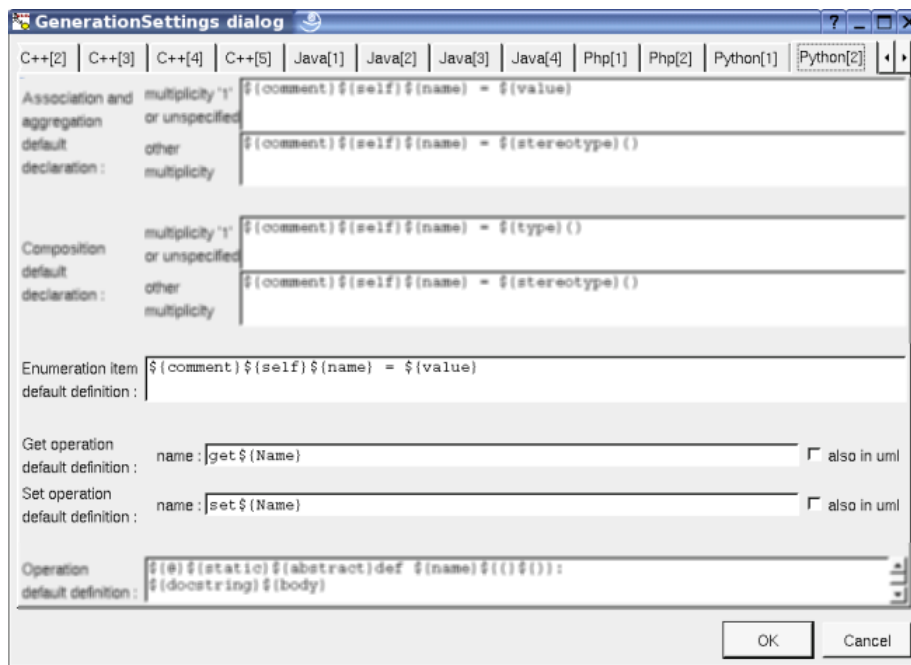 GenerationSettings dialog
C++[2] C++[3] C++[4] C++[5] Java[1] Java[2] Java[3] Java[4] Php[1] Php[2] Python[1] Python[2]
Association and aggregation default declaration :
multiplicity '1' or unspecified
${comment}${self}${name} = ${value}
other multiplicity
${comment}${self}${name} = ${stereotype}()
Composition default declaration :
multiplicity '1' or unspecified
${comment}${self}${name} = ${type}()
other multiplicity
${comment}${self}${name} = ${stereotype}()
Enumeration item default definition :
${comment}${self}${name} = ${value}
Get operation default definition :
name : get${Name}
also in uml
Set operation default definition :
name : set${Name}
also in uml
Operation default definition :
${@}${static}${abstract}def ${name}${(}${)}:
${docstring}${body}
OK Cancel